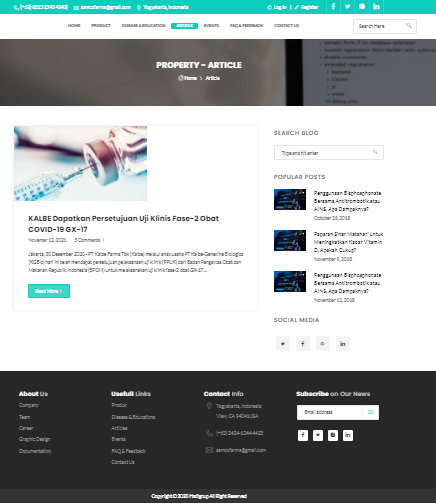 (+62) 8523 2342 4342)  aamcofarma@gmail.com  Yogyakarta, Indonesia  Log In | Register
HOME PRODUCT DISEASE & EDUCATION ARTICLE EVENTS FAQ & FEEDBACK CONTACT US Search Here
PROPERTY – ARTICLE
Home > Article
SEARCH BLOG
Type and hit enter
POPULAR POSTS
Penggunaan Bisphosphonate
Bersama Antitrombotik atau
AINS, Apa Dampaknya?
October 26, 2018
Paparan Sinar Matahari untuk
Meningkatkan Kadar Vitamin
D, Apakah Cukup?
November 9, 2018
Penggunaan Bisphosphonate
Bersama Antitrombotik atau
AINS, Apa Dampaknya?
November 12, 2018
SOCIAL MEDIA
KALBE Dapatkan Persetujuan Uji Klinis Fase-2 Obat
COVID-19 GX-17
November 12, 2021 5 Comments |
Jakarta, 30 Desember 2020 - PT Kalbe Farma Tbk (Kalbe) melalui anak usaha PT Kalbe-Genexine Biologics
(KGBio) hari ini telah mendapat persetujuan pelaksanaan uji klinik (PPUK) dari Badan Pengawas Obat dan
Makanan Republik Indonesia (BPOM) untuk melaksanakan uji klinik fase-2 obat GX-17....
Read More >
About Us
Company
Team
Career
Graphic Design
Documentation
Usefull Links
Produk
Disease & Educations
Articles
Events
FAQ & Feedback
Contact Us
Contact Info
Yogyakarta, Indonesia
View, CA 94043 USA
(+62) 2424-1344-4423
aamcofarma@gmail.com
Subscribe on Our News
Email address
Copyright © 2020 Hadigrup All Right Reserved